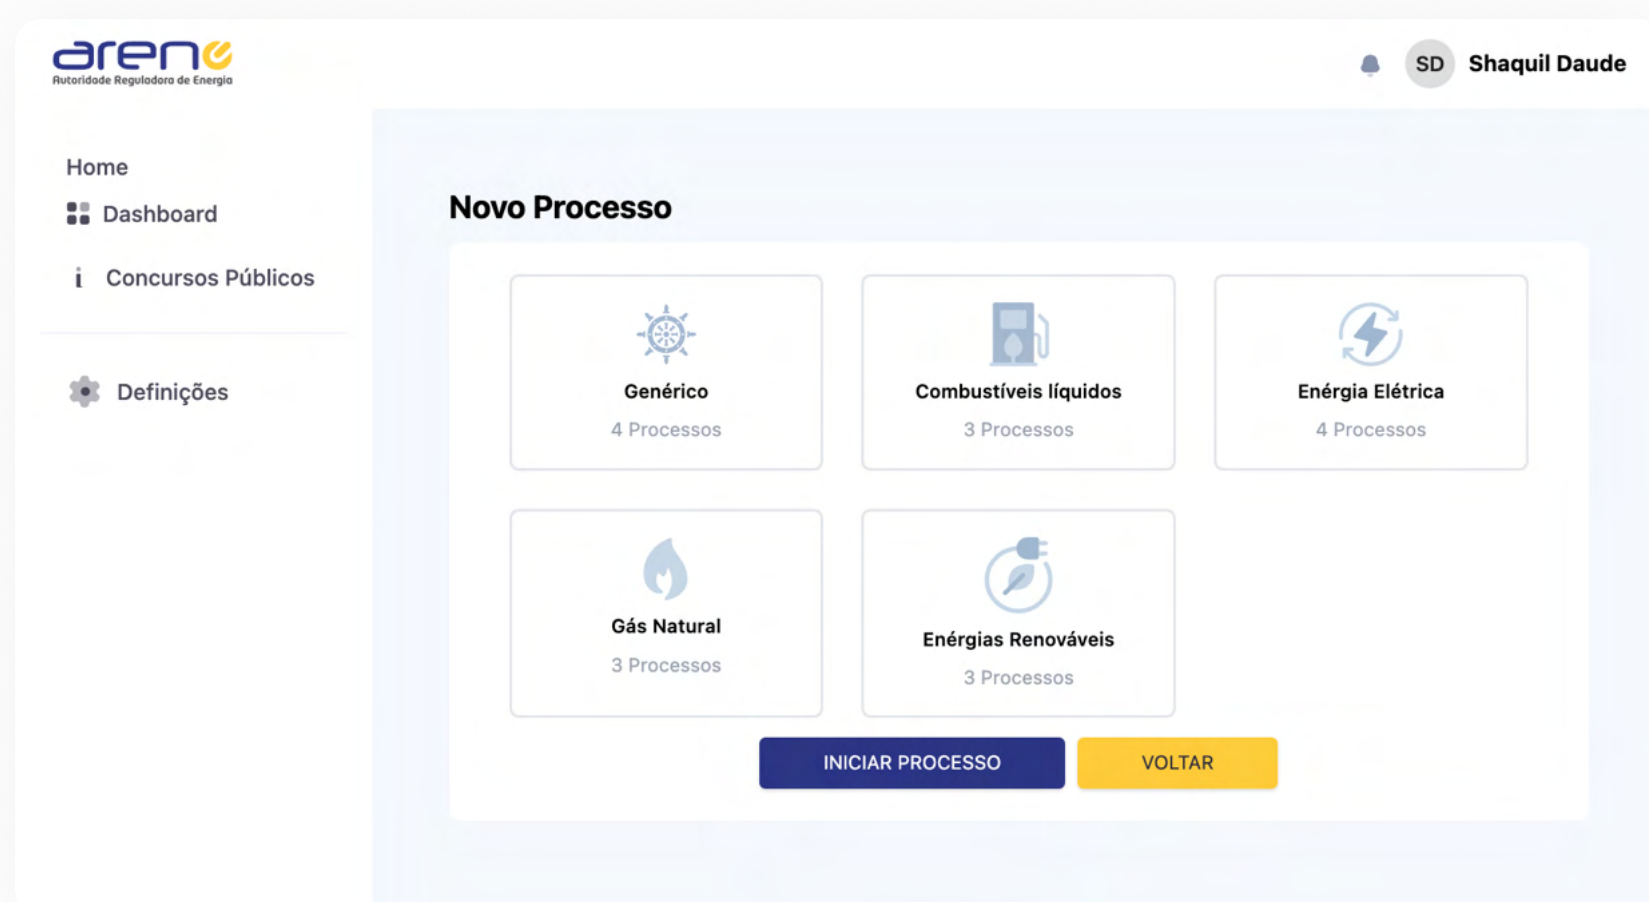 arene
Autoridade Reguladora de Energia
SD Shaquil Daude
Home
Dashboard
i Concursos Públicos
Definições
Novo Processo
Genérico
4 Processos
Combustíveis líquidos
3 Processos
Enérgia Elétrica
4 Processos
Gás Natural
3 Processos
Enérgias Renováveis
3 Processos
INICIAR PROCESSO
VOLTAR